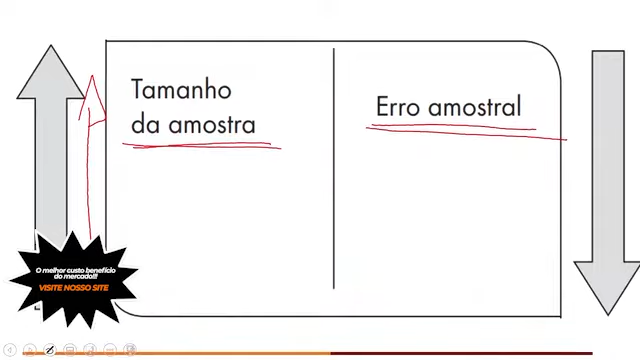 Tamanho
da amostra
Erro amostral
O melhor custo benefício
do mercado!!!
VISITE NOSSO SITE